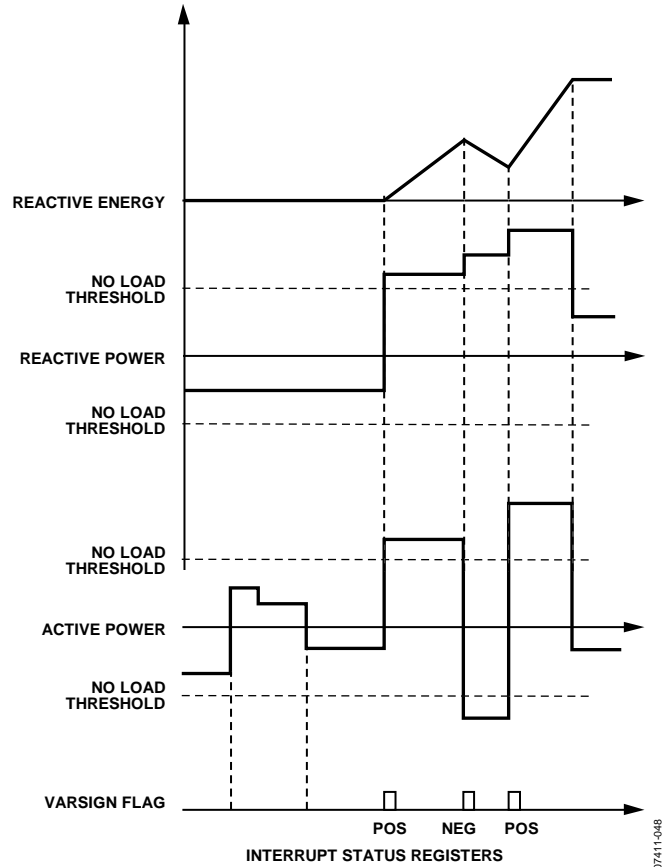 REACTIVE ENERGY
NO LOAD
THRESHOLD
REACTIVE POWER
NO LOAD
THRESHOLD
NO LOAD
THRESHOLD
ACTIVE POWER
NO LOAD
THRESHOLD
VARSIGN FLAG
POS NEG POS
INTERRUPT STATUS REGISTERS
07411-048